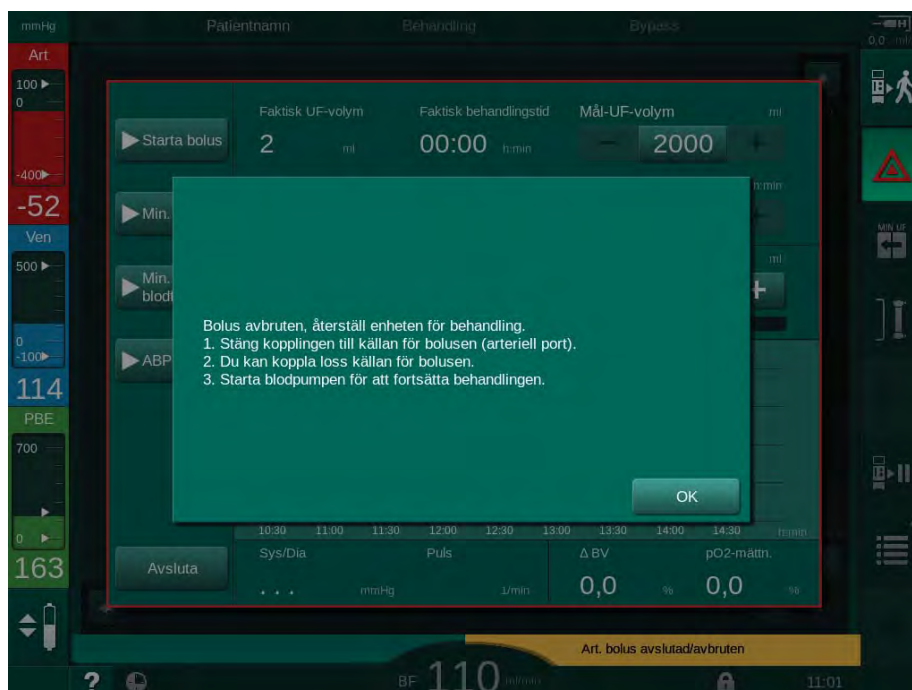 mmHg
Patientnamn
Behandling
Bypass
0,0 ml
Art
100
0
-400
-52
Ven
500
0
-100
114
PBE
700
0
163
Starta bolus
Faktisk UF-volym
2 ml
Faktisk behandlingstid
00:00 h:min
Mål-UF-volym ml
2000
h:min
Min.
ml
Min.
ABP
MIN UF
Bolus avbruten, återställ enheten för behandling.
1. Stäng kopplingen till källan för bolusen (arteriell port).
2. Du kan koppla loss källan för bolusen.
3. Starta blodpumpen för att fortsätta behandlingen.
OK
10:30 11:00 11:30 12:00 12:30 13:00 13:30 14:00 14:30 h:min
Avsluta
Sys/Dia
. . . mmHg
Puls
1/min
Δ BV
0,0 %
pO2-mättn.
0,0 %
Art. bolus avslutad/avbruten
?
BF 110 ml/min
11:01